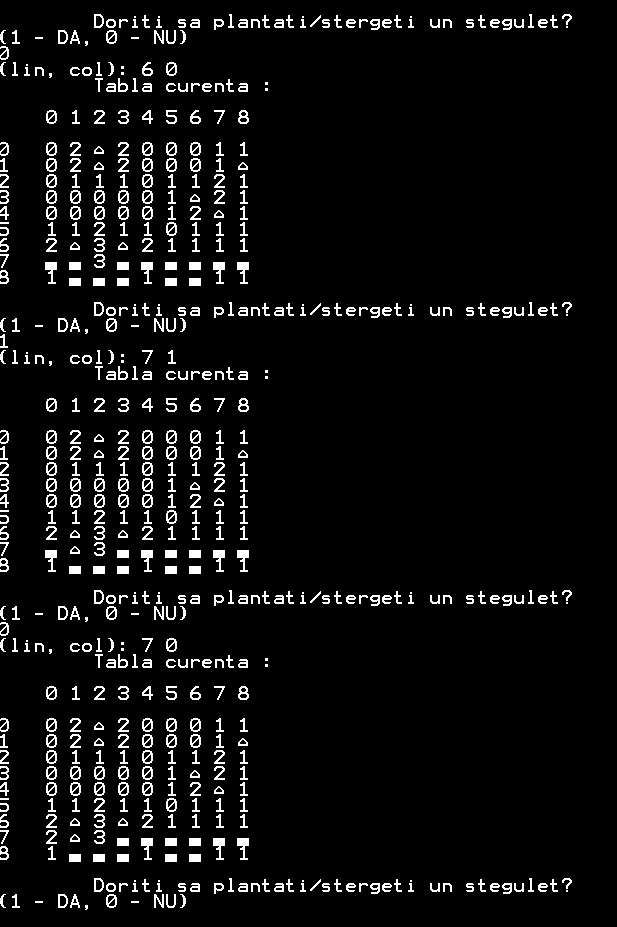 Doriti sa plantati/stergeti un stegulet?
(1 - DA, 0 - NU)
0
(lin, col): 6 0
Tabla curenta :
0 1 2 3 4 5 6 7 8
0 0 2 ⌂ 2 0 0 0 1 1
1 0 2 ⌂ 2 0 0 0 1 ⌂
2 0 1 1 1 0 1 1 2 1
3 0 0 0 0 0 1 ⌂ 2 1
4 0 0 0 0 0 1 2 ⌂ 1
5 1 1 2 1 1 0 1 1 1
6 2 ⌂ 3 ⌂ 2 1 1 1 1
7 ▄ ▄ 3 ▄ ▄ ▄ ▄ ▄ ▄
8 1 ▄ ▄ ▄ 1 ▄ ▄ 1 1
Doriti sa plantati/stergeti un stegulet?
(1 - DA, 0 - NU)
1
(lin, col): 7 1
Tabla curenta :
0 1 2 3 4 5 6 7 8
0 0 2 ⌂ 2 0 0 0 1 1
1 0 2 ⌂ 2 0 0 0 1 ⌂
2 0 1 1 1 0 1 1 2 1
3 0 0 0 0 0 1 ⌂ 2 1
4 0 0 0 0 0 1 2 ⌂ 1
5 1 1 2 1 1 0 1 1 1
6 2 ⌂ 3 ⌂ 2 1 1 1 1
7 ▄ ⌂ 3 ▄ ▄ ▄ ▄ ▄ ▄
8 1 ▄ ▄ ▄ 1 ▄ ▄ 1 1
Doriti sa plantati/stergeti un stegulet?
(1 - DA, 0 - NU)
0
(lin, col): 7 0
Tabla curenta :
0 1 2 3 4 5 6 7 8
0 0 2 ⌂ 2 0 0 0 1 1
1 0 2 ⌂ 2 0 0 0 1 ⌂
2 0 1 1 1 0 1 1 2 1
3 0 0 0 0 0 1 ⌂ 2 1
4 0 0 0 0 0 1 2 ⌂ 1
5 1 1 2 1 1 0 1 1 1
6 2 ⌂ 3 ⌂ 2 1 1 1 1
7 2 ⌂ 3 ▄ ▄ ▄ ▄ ▄ ▄
8 1 ▄ ▄ ▄ 1 ▄ ▄ 1 1
Doriti sa plantati/stergeti un stegulet?
(1 - DA, 0 - NU)